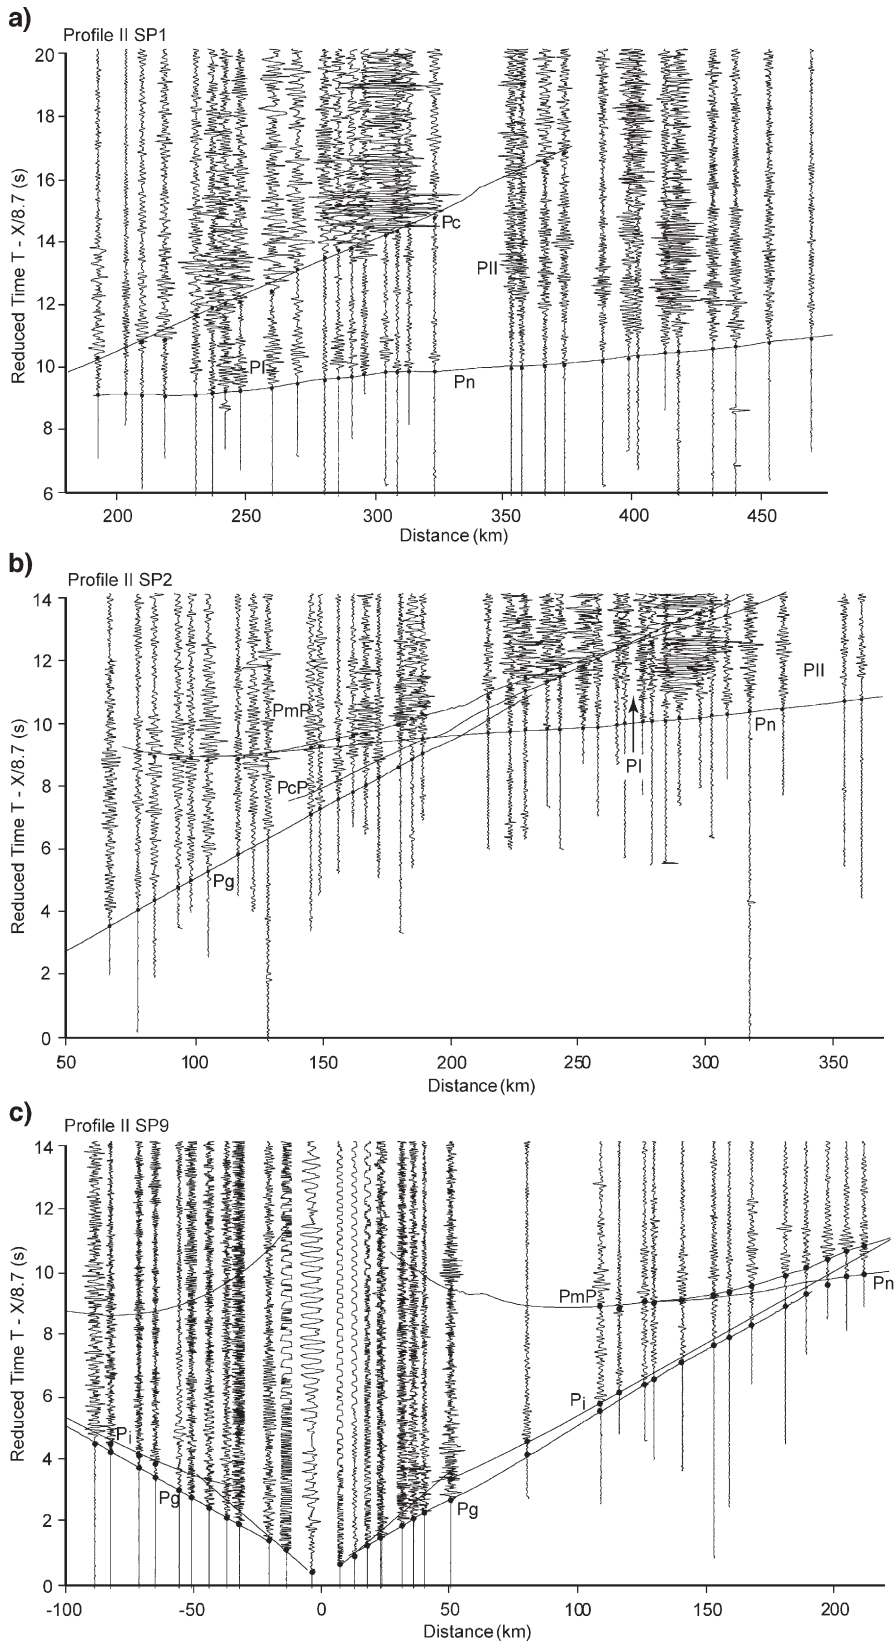 a)
Profile II SP1
20
18
16
14
12
10
8
6
Reduced Time T - X/8.7 (s)
Pc
PII
PI
Pn
200 250 300 350 400 450
Distance (km)
b)
Profile II SP2
14
12
10
8
6
4
2
0
Reduced Time T - X/8.7 (s)
PmP
PcP
Pg
PII
Pn
PI
50 100 150 200 250 300 350
Distance (km)
c)
Profile II SP9
14
12
10
8
6
4
2
0
Reduced Time T - X/8.7 (s)
PmP
Pn
Pi
Pi
Pg
Pg
-100 -50 0 50 100 150 200
Distance (km)